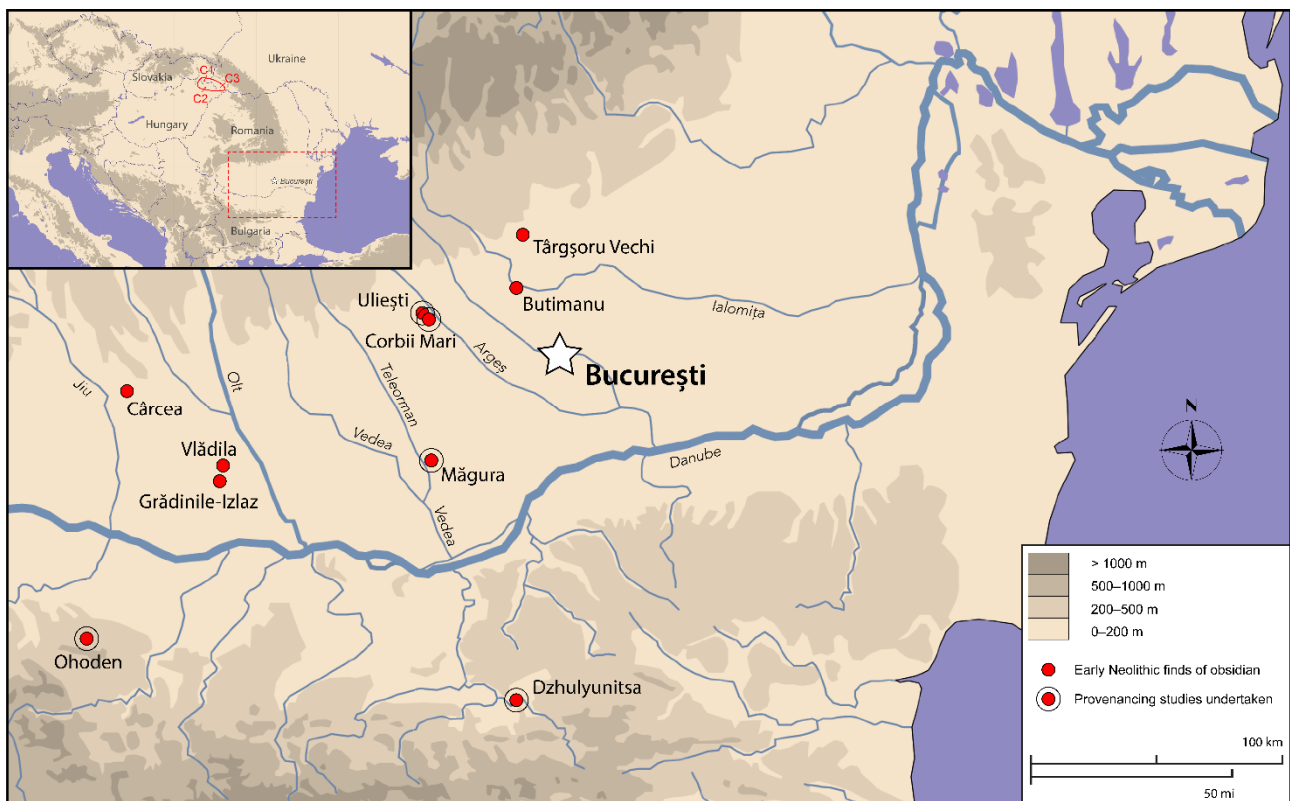 Ukraine
Slovakia
C1
C3
C2
Hungary
Romania
București
Bulgaria
Târgşoru Vechi
Butimanu
Ialomița
Uliești
Corbii Mari
Argeș
București
Jiu
Olt
Teleorman
Cârcea
Vlădila
Vedea
Măgura
Grădinile-Izlaz
Danube
Vedea
N
Ohoden
Dzhulyunitsa
> 1000 m
500–1000 m
200–500 m
0–200 m
Early Neolithic finds of obsidian
Provenancing studies undertaken
100 km
50 mi